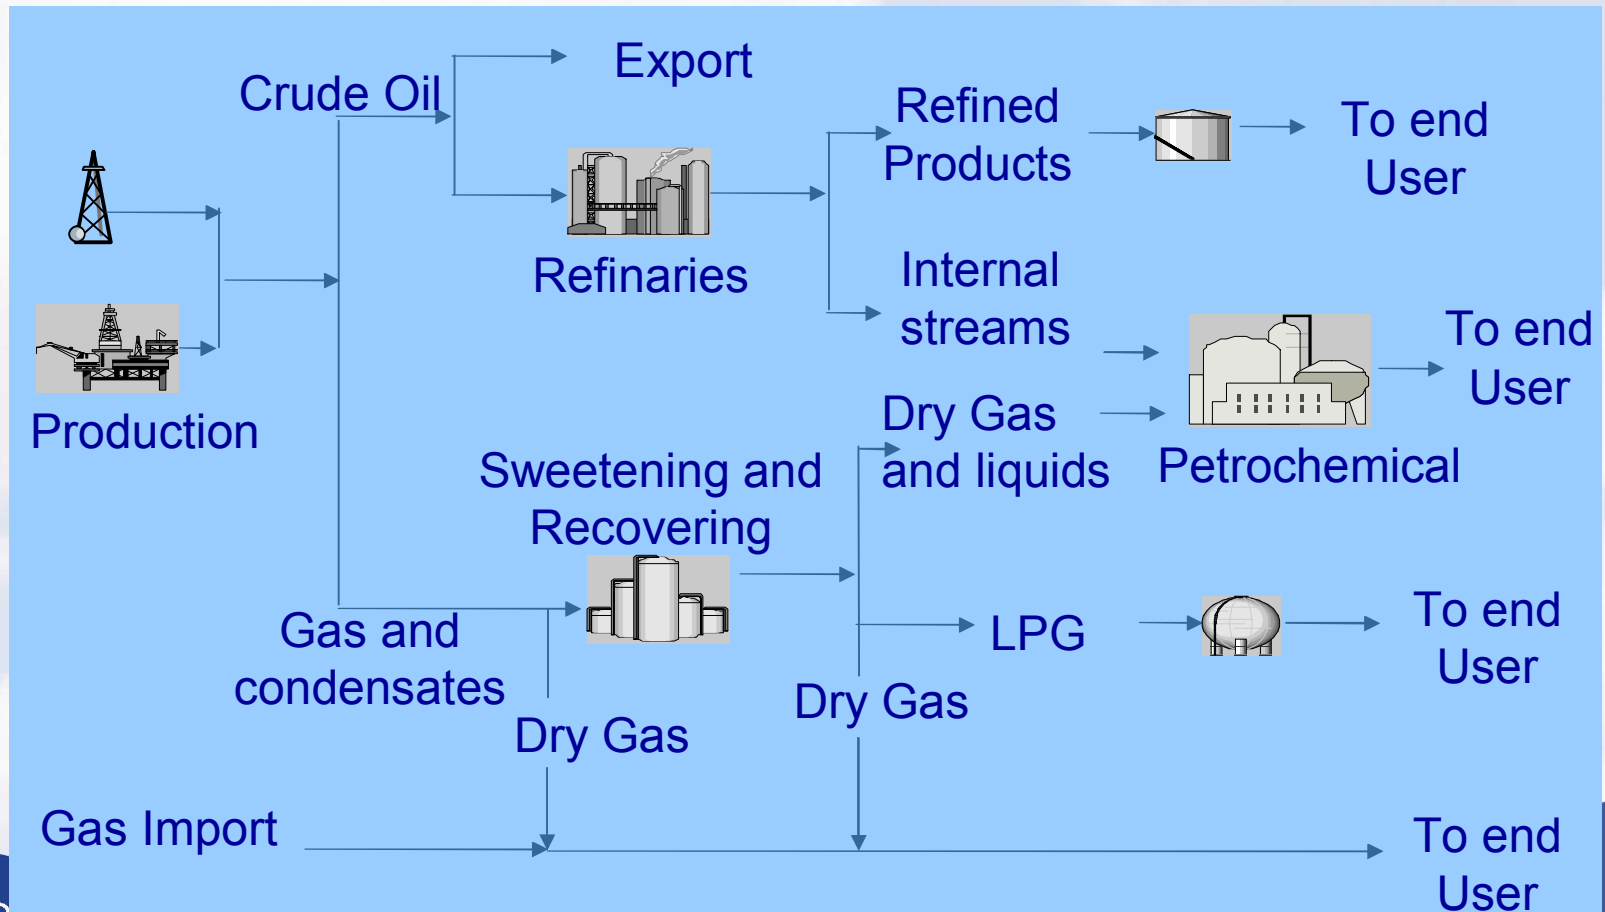 Export
Crude Oil
Refined
Products
To end
User
Refinaries
Internal
streams
To end
User
Production
Dry Gas
and liquids
Petrochemical
Sweetening and
Recovering
Gas and
condensates
LPG
To end
User
Dry Gas
Dry Gas
Gas Import
To end
User